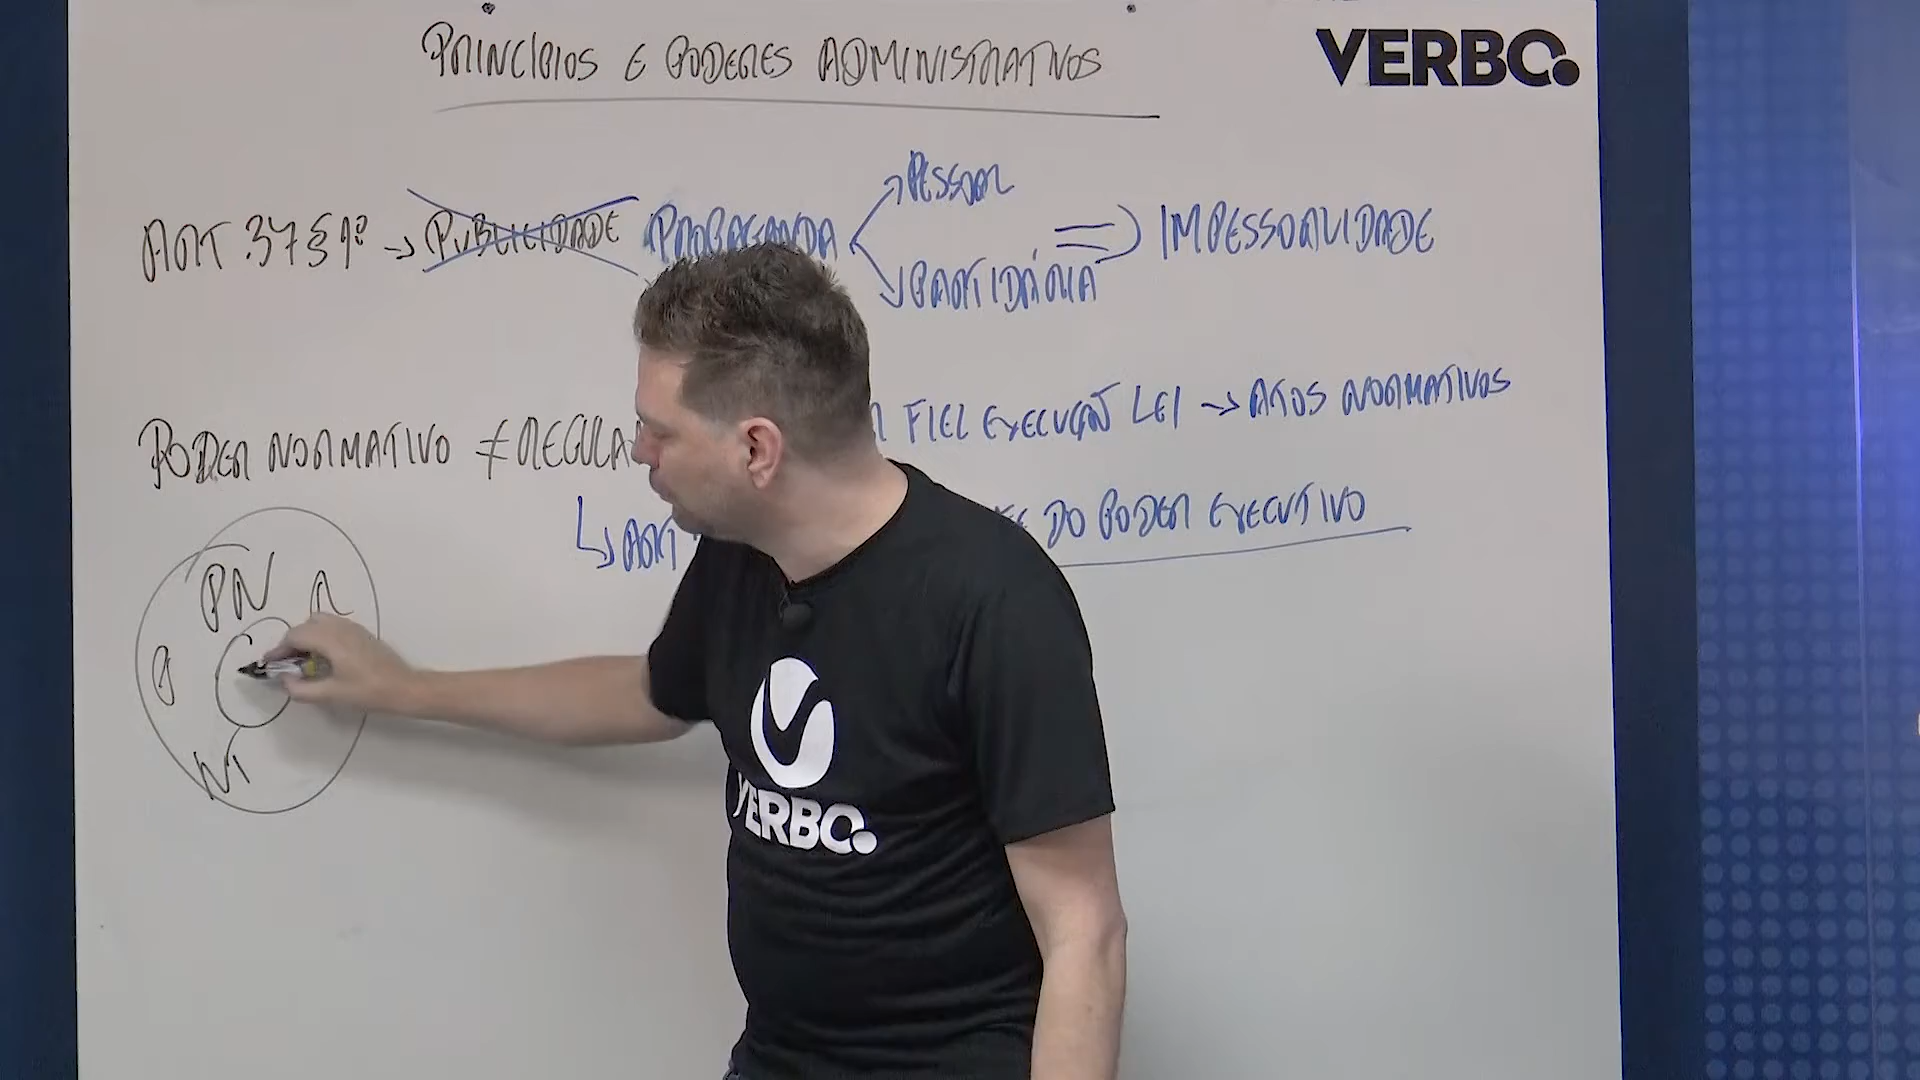 PRINCÍPIOS E PODERES ADMINISTRATIVOS
VERBO.
PESSOAL
ART. 37 § 1º → PUBLICIDADE PROPAGANDA => IMPESSOALIDADE
PARTIDÁRIA
PODER NORMATIVO ≠ REGULA FIEL EXECUÇÃO LEI → ATOS NORMATIVOS
ART DO PODER EXECUTIVO
PN
VERBO.